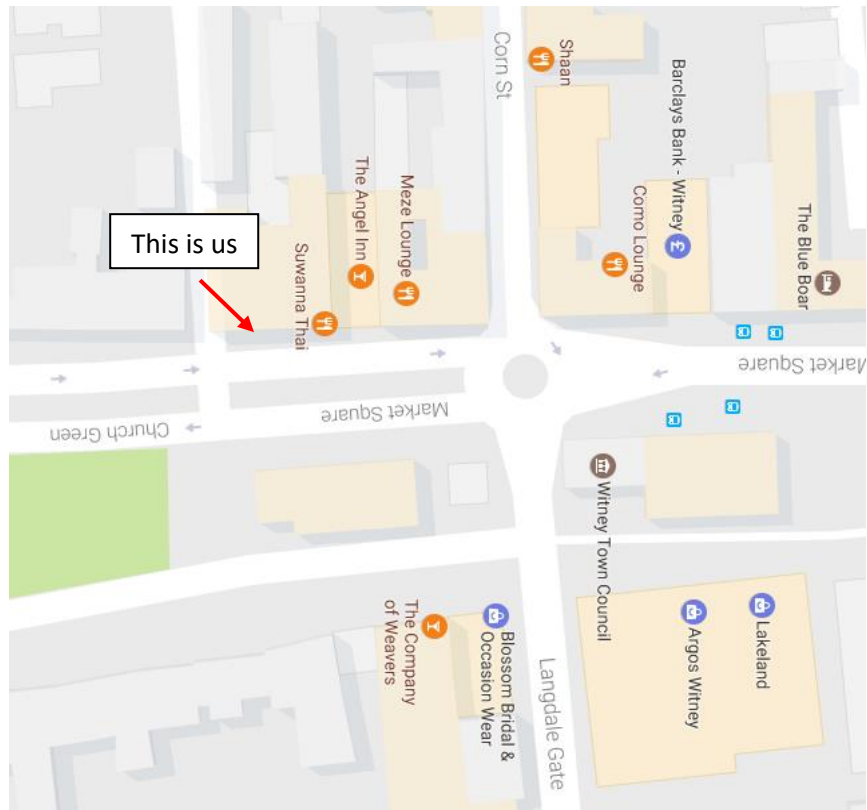 Corn St
Shaan
Barclays Bank - Witney
The Blue Boar
Como Lounge
Meze Lounge
The Angel Inn
Suwanna Thai
This is us
Market Square
Market Square
Church Green
Witney Town Council
Lakeland
Argos Witney
Blossom Bridal &
Occasion Wear
The Company
of Weavers
Langdale Gate
£